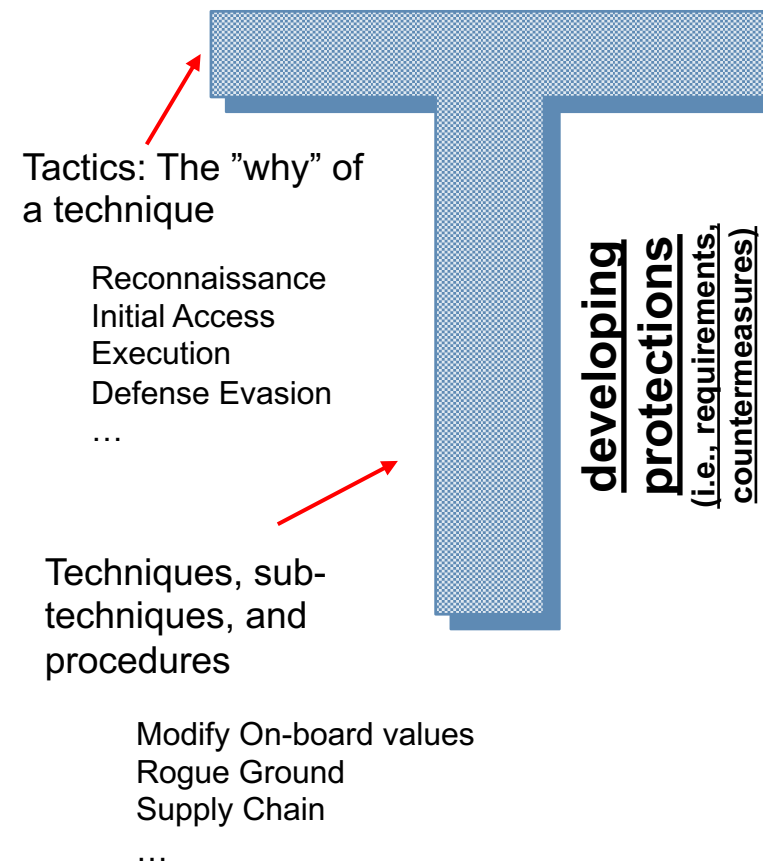 Tactics: The ”why” of
a technique
Reconnaissance
Initial Access
Execution
Defense Evasion
…
developing
protections
(i.e., requirements,
countermeasures)
Techniques, sub-
techniques, and
procedures
Modify On-board values
Rogue Ground
Supply Chain
…